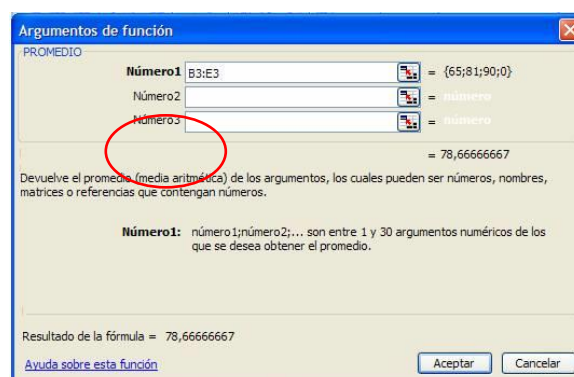 Argumentos de función
PROMEDIO
Número1 B3:E3 = {65;81;90;0}
Número2 = número
Número3 = número
= 78,66666667
Devuelve el promedio (media aritmética) de los argumentos, los cuales pueden ser números, nombres,
matrices o referencias que contengan números.
Número1: número1;número2;... son entre 1 y 30 argumentos numéricos de los
que se desea obtener el promedio.
Resultado de la fórmula = 78,66666667
Ayuda sobre esta función Aceptar Cancelar